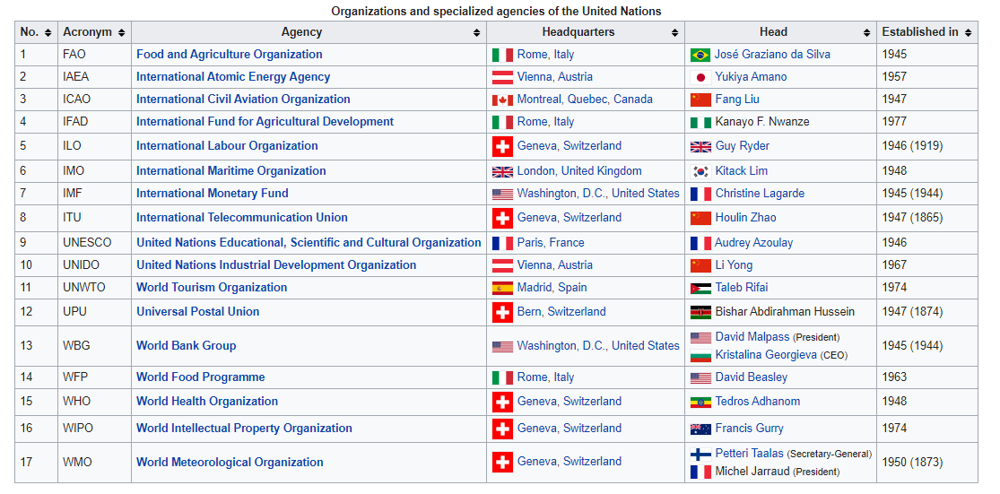 Organizations and specialized agencies of the United Nations
No. Acronym Agency Headquarters Head Established in
1 FAO Food and Agriculture Organization Rome, Italy José Graziano da Silva 1945
2 IAEA International Atomic Energy Agency Vienna, Austria Yukiya Amano 1957
3 ICAO International Civil Aviation Organization Montreal, Quebec, Canada Fang Liu 1947
4 IFAD International Fund for Agricultural Development Rome, Italy Kanayo F. Nwanze 1977
5 ILO International Labour Organization Geneva, Switzerland Guy Ryder 1946 (1919)
6 IMO International Maritime Organization London, United Kingdom Kitack Lim 1948
7 IMF International Monetary Fund Washington, D.C., United States Christine Lagarde 1945 (1944)
8 ITU International Telecommunication Union Geneva, Switzerland Houlin Zhao 1947 (1865)
9 UNESCO United Nations Educational, Scientific and Cultural Organization Paris, France Audrey Azoulay 1946
10 UNIDO United Nations Industrial Development Organization Vienna, Austria Li Yong 1967
11 UNWTO World Tourism Organization Madrid, Spain Taleb Rifai 1974
12 UPU Universal Postal Union Bern, Switzerland Bishar Abdirahman Hussein 1947 (1874)
13 WBG World Bank Group Washington, D.C., United States David Malpass (President) 1945 (1944)
Kristalina Georgieva (CEO)
14 WFP World Food Programme Rome, Italy David Beasley 1963
15 WHO World Health Organization Geneva, Switzerland Tedros Adhanom 1948
16 WIPO World Intellectual Property Organization Geneva, Switzerland Francis Gurry 1974
17 WMO World Meteorological Organization Geneva, Switzerland Petteri Taalas (Secretary-General) 1950 (1873)
Michel Jarraud (President)